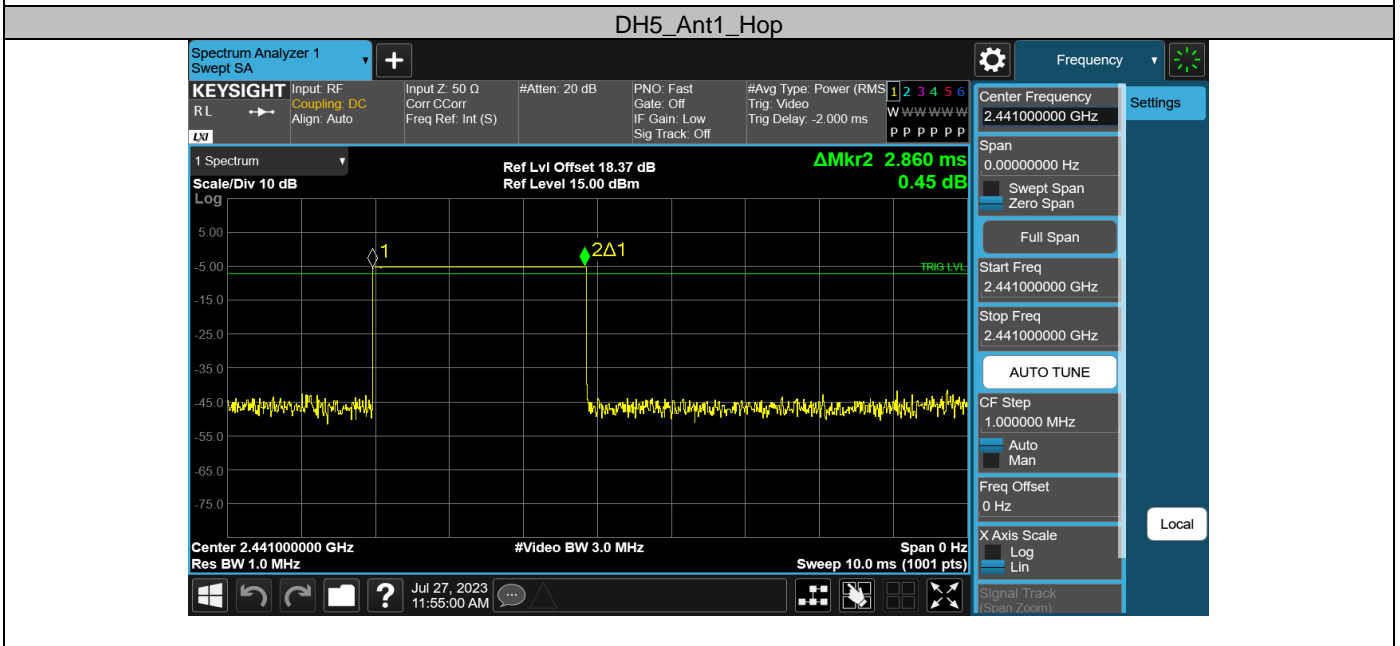 DH5_Ant1_Hop
Spectrum Analyzer 1
Swept SA
+
Frequency
KEYSIGHT
R L
LXI
Input: RF
Coupling: DC
Align: Auto
Input Z: 50 Ω
Corr CCorr
Freq Ref: Int (S)
#Atten: 20 dB
PNO: Fast
Gate: Off
IF Gain: Low
Sig Track: Off
#Avg Type: Power (RMS
Trig: Video
Trig Delay: -2.000 ms
1 2 3 4 5 6
W W W W W W
P P P P P P
1 Spectrum
Scale/Div 10 dB
Log
Ref Lvl Offset 18.37 dB
Ref Level 15.00 dBm
ΔMkr2 2.860 ms
0.45 dB
5.00
-5.00
-15.0
-25.0
-35.0
-45.0
-55.0
-65.0
-75.0
1
2Δ1
TRIG LVL
Center 2.441000000 GHz
Res BW 1.0 MHz
#Video BW 3.0 MHz
Span 0 Hz
Sweep 10.0 ms (1001 pts)
Center Frequency
2.441000000 GHz
Settings
Span
0.00000000 Hz
Swept Span
Zero Span
Full Span
Start Freq
2.441000000 GHz
Stop Freq
2.441000000 GHz
AUTO TUNE
CF Step
1.000000 MHz
Auto
Man
Freq Offset
0 Hz
X Axis Scale
Log
Lin
Local
Signal Track
(Span Zoom)
?
Jul 27, 2023
11:55:00 AM